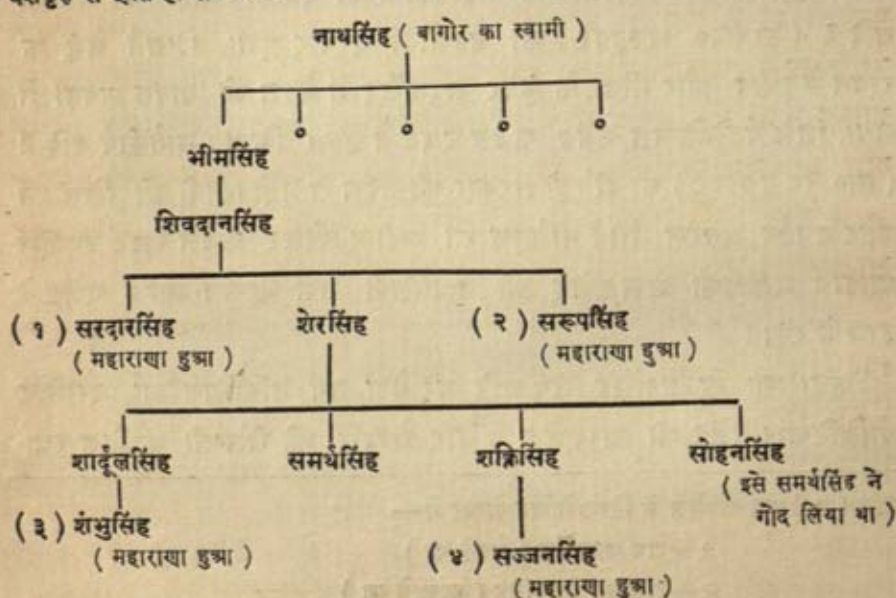 नाथसिंह ( बागोर का स्वामी )
भीमसिंह
शिवदानसिंह
( १ ) सरदारसिंह शेरसिंह ( २ ) सरूपसिंह
( महाराणा हुआ ) ( महाराणा हुआ )
शार्दूलसिंह समर्थसिंह शक्तिसिंह सोहनसिंह
( इसे समर्थसिंह ने
गोद लिया था )
( ३ ) शंभुसिंह
( महाराणा हुआ )
( ४ ) सज्जनसिंह
( महाराणा हुआ )